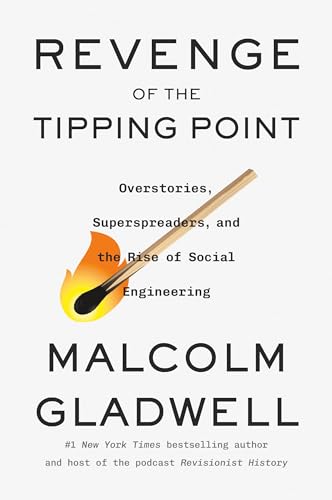 REVENGE
OF THE
TIPPING POINT
Overstories,
Superspreaders, and
the Rise of Social
Engineering
MALCOLM
GLADWELL
#1 New York Times bestselling author
and host of the podcast Revisionist History